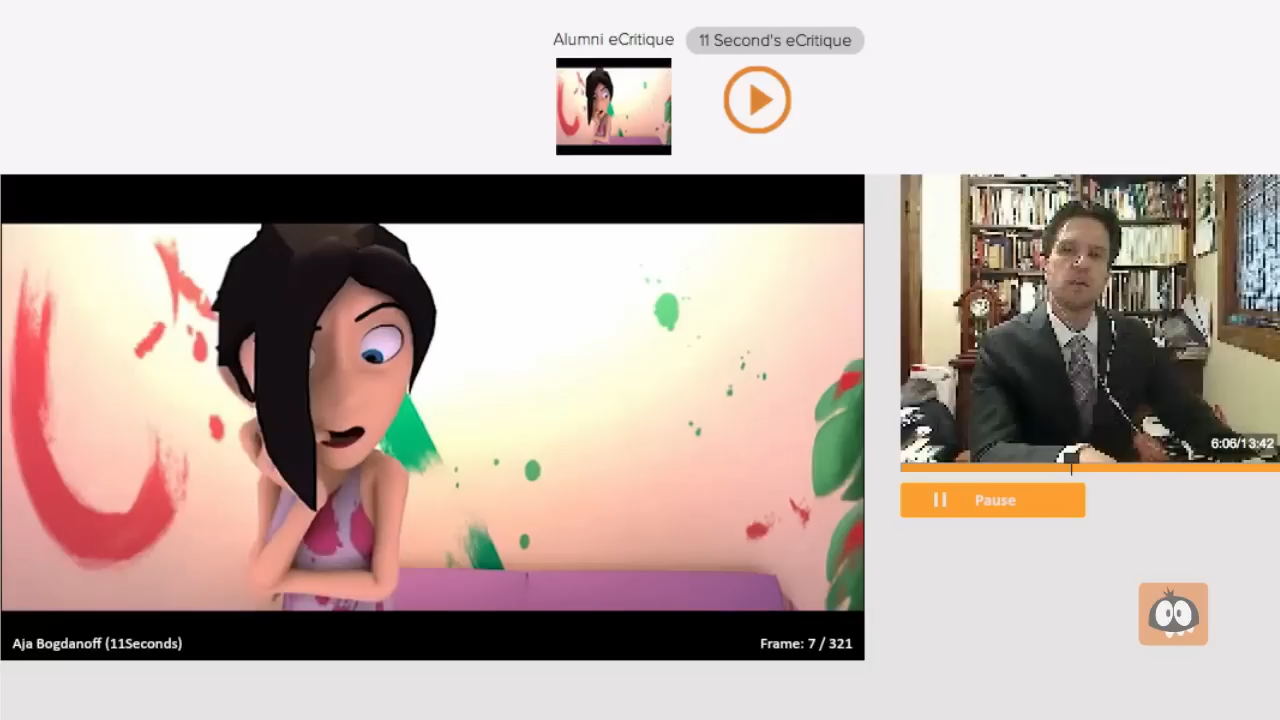 Alumni eCritique
11 Second's eCritique
6:06/13:42
Pause
Aja Bogdanoff (11Seconds)
Frame: 7 / 321